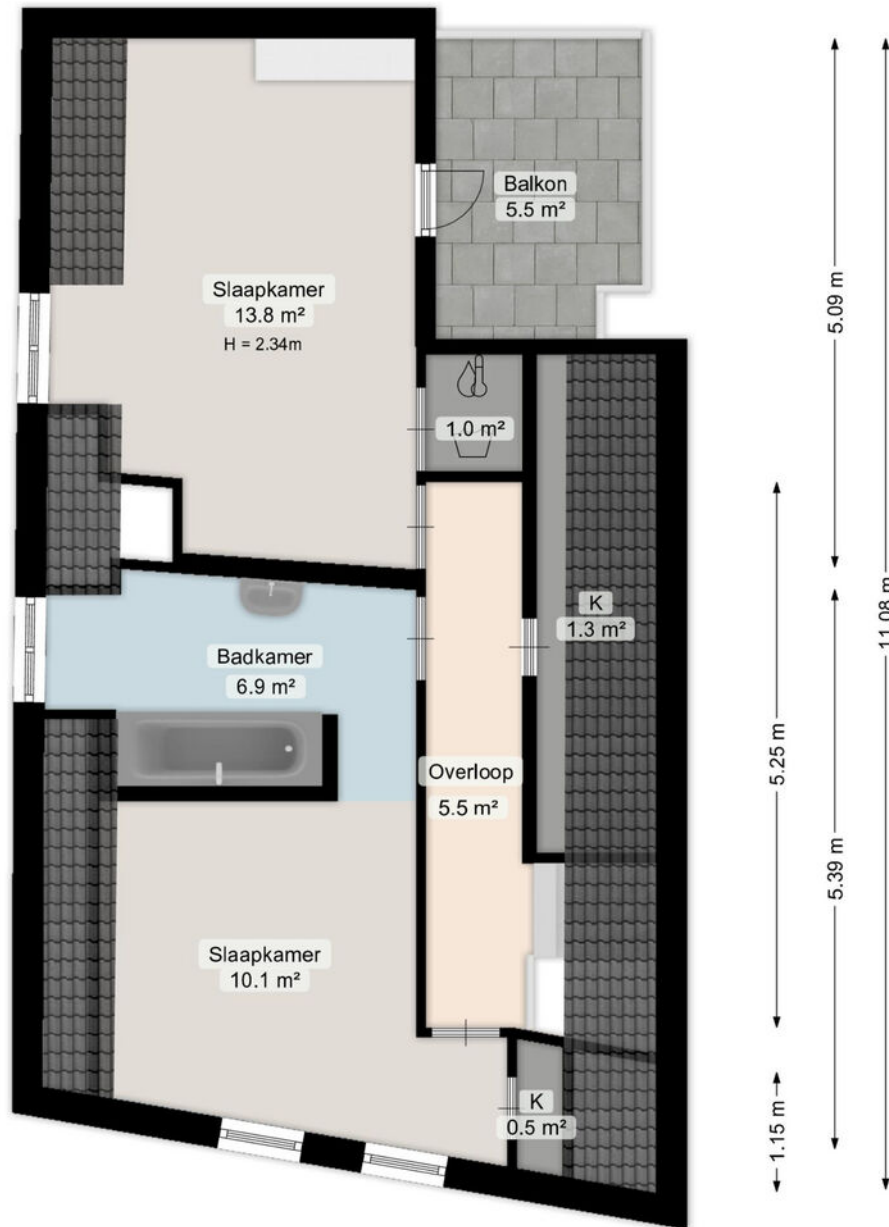 Balkon
5.5 m²
Slaapkamer
13.8 m²
H = 2.34m
1.0 m²
K
1.3 m²
Badkamer
6.9 m²
Overloop
5.5 m²
Slaapkamer
10.1 m²
K
0.5 m²
5.09 m
11.08 m
5.25 m
5.39 m
1.15 m